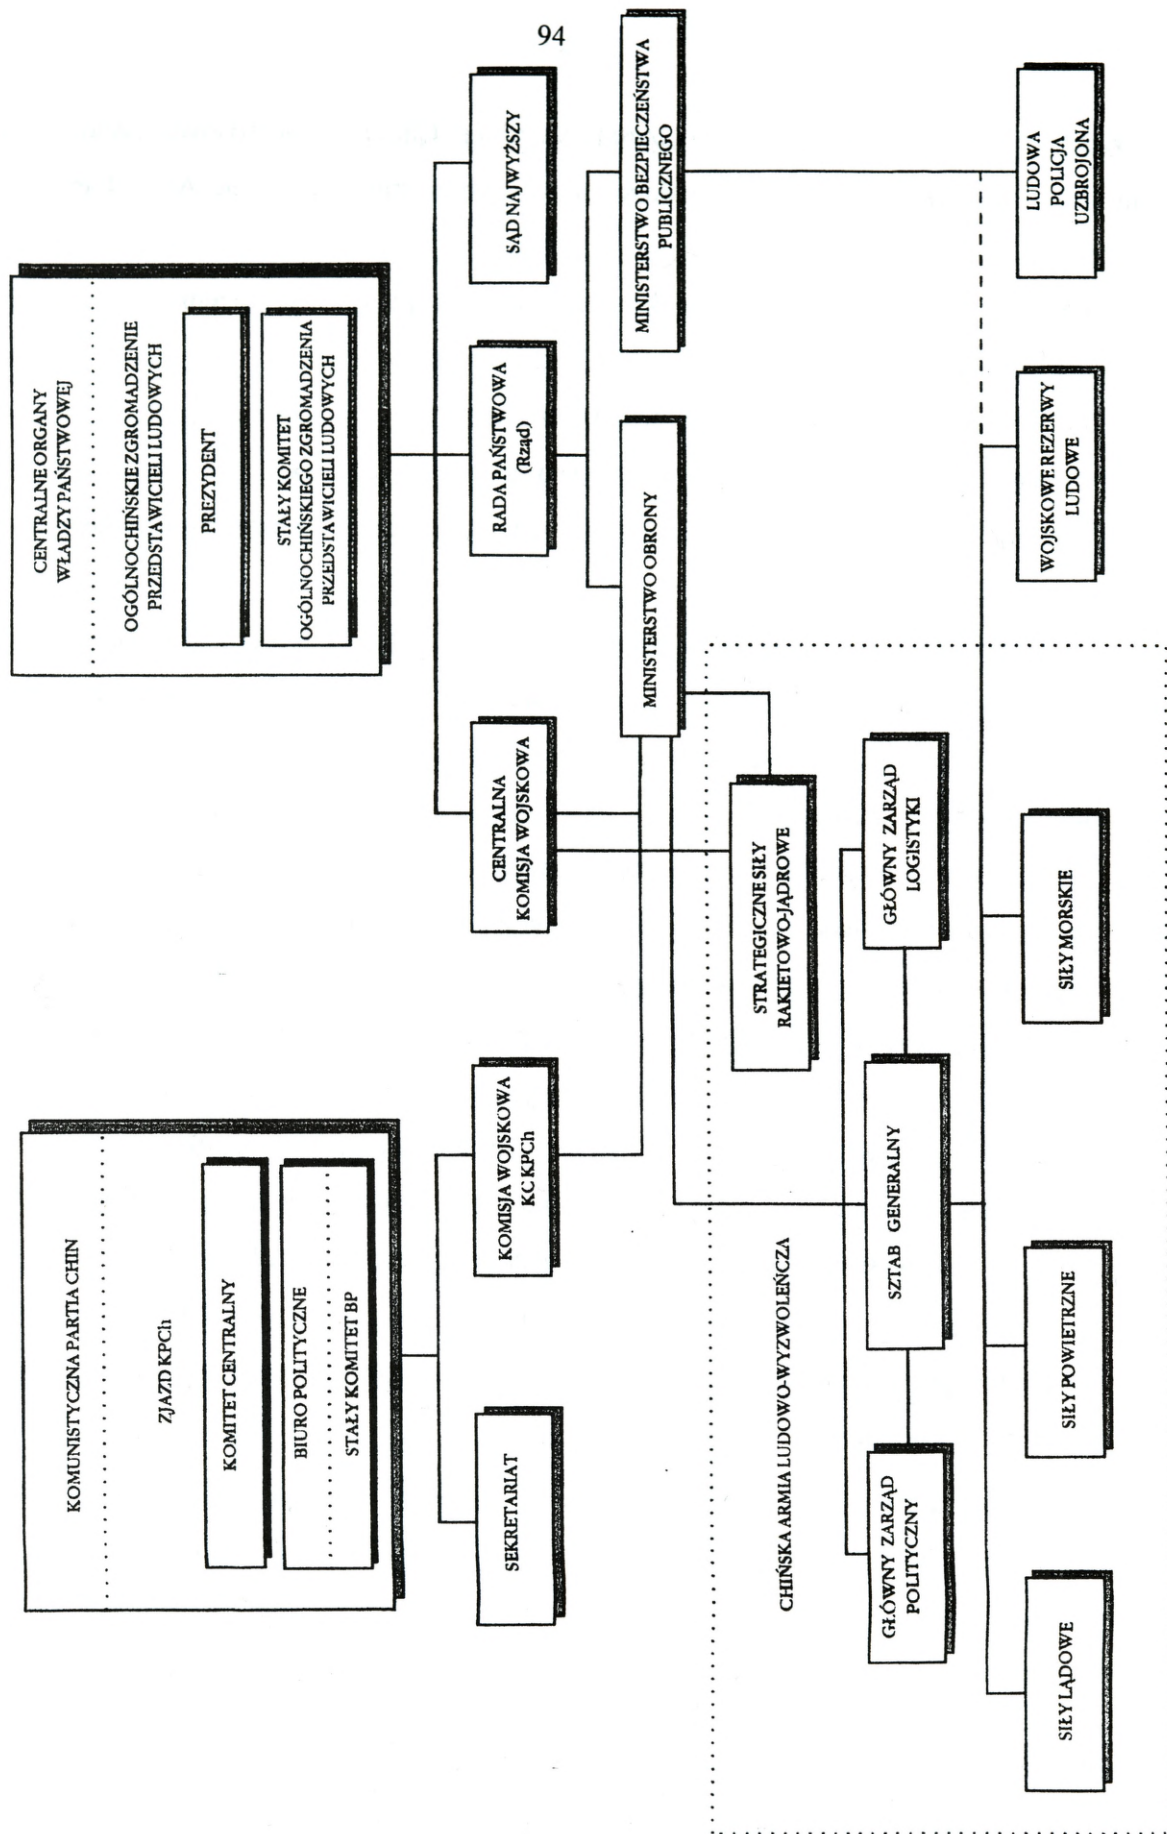 94
KOMUNISTYCZNA PARTIA CHIN
ZJAZD KPCh
KOMITET CENTRALNY
BIURO POLITYCZNE
STAŁY KOMITET BP
CENTRALNE ORGANY
WŁADZY PAŃSTWOWEJ
OGÓLNOCHIŃSKIE ZGROMADZENIE
PRZEDSTAWICIELI LUDOWYCH
PREZYDENT
STAŁY KOMITET
OGÓLNOCHIŃSKIEGO ZGROMADZENIA
PRZEDSTAWICIELI LUDOWYCH
SEKRETARIAT
KOMISJA WOJSKOWA
KC KPCh
CENTRALNA
KOMISJA WOJSKOWA
RADA PAŃSTWOWA
(Rząd)
SĄD NAJWYŻSZY
MINISTERSTWO OBRONY
MINISTERSTWO BEZPIECZEŃSTWA
PUBLICZNEGO
CHIŃSKA ARMIA LUDOWO-WYZWOLEŃCZA
STRATEGICZNE SIŁY
RAKIETOWO-JĄDROWE
GŁÓWNY ZARZĄD
POLITYCZNY
SZTAB GENERALNY
GŁÓWNY ZARZĄD
LOGISTYKI
SIŁY LĄDOWE
SIŁY POWIETRZNE
SIŁY MORSKIE
WOJSKOWE REZERWY
LUDOWE
LUDOWA
POLICJA
UZBROJONA